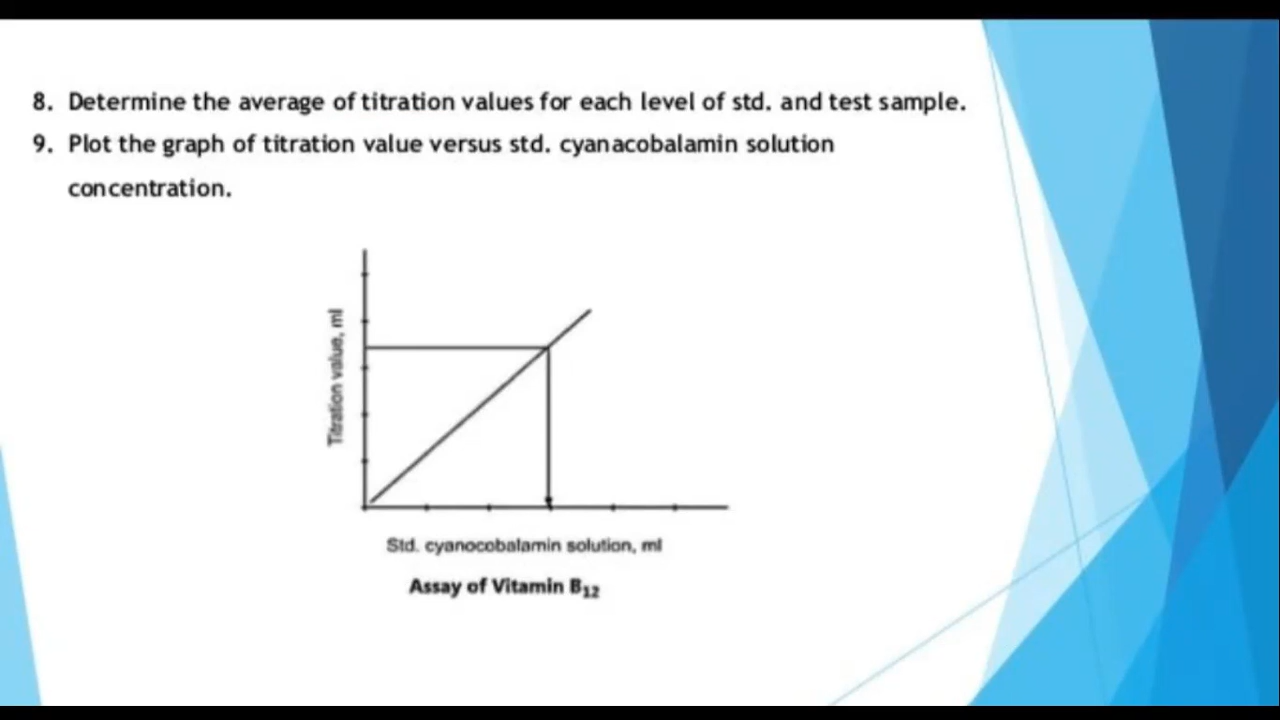 8. Determine the average of titration values for each level of std. and test sample.
9. Plot the graph of titration value versus std. cyanacobalamin solution
concentration.
Titration value, ml
Std. cyanocobalamin solution, ml
Assay of Vitamin B₁₂